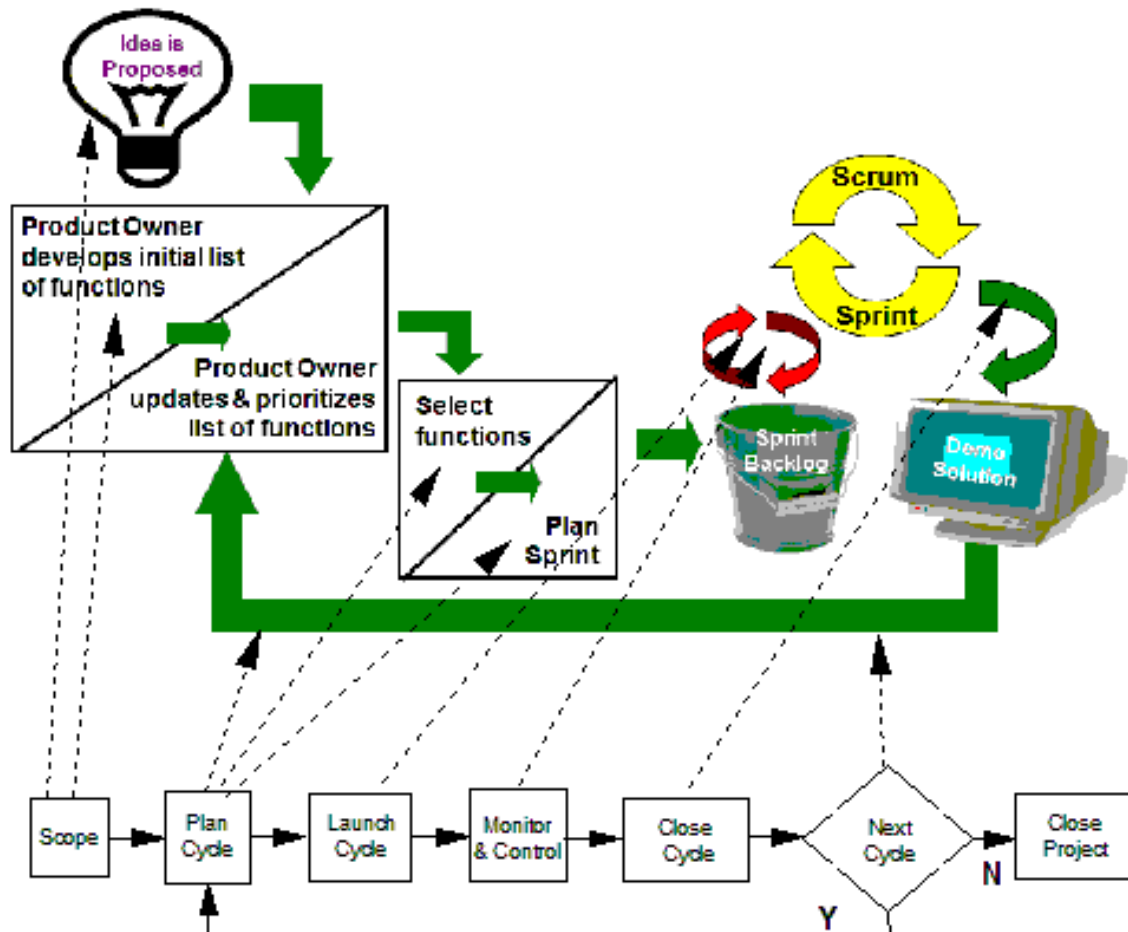 Idea is
Proposed
Product Owner
develops initial list
of functions
Product Owner
updates & prioritizes
list of functions
Select
functions
Plan
Sprint
Scrum
Sprint
Sprint
Backlog
Demo
Solution
Scope
Plan
Cycle
Launch
Cycle
Monitor
& Control
Close
Cycle
Next
Cycle
N
Close
Project
Y